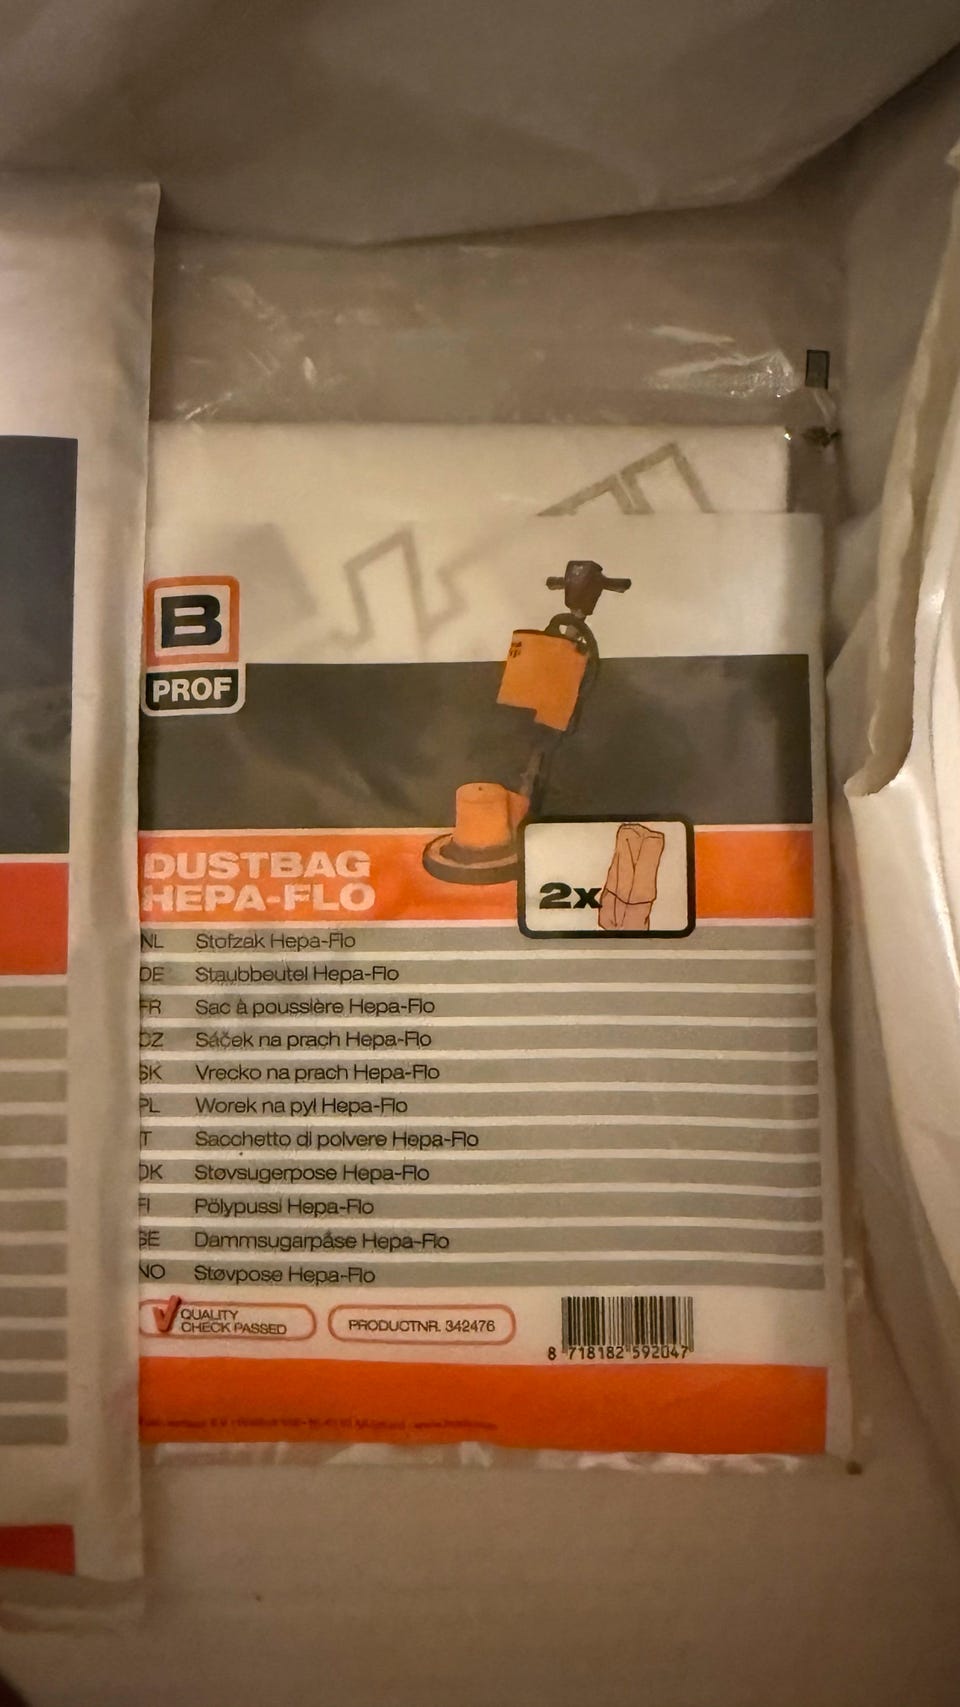 B
PROF
DUSTBAG
HEPA-FLO
2x
NL Stofzak Hepa-Flo
DE Staubbeutel Hepa-Flo
FR Sac à poussière Hepa-Flo
CZ Sáček na prach Hepa-Flo
SK Vrecko na prach Hepa-Flo
PL Worek na pył Hepa-Flo
IT Sacchetto di polvere Hepa-Flo
DK Støvsugerpose Hepa-Flo
FI Pölypussi Hepa-Flo
SE Dammsugarpåse Hepa-Flo
NO Støvpose Hepa-Flo
QUALITY
CHECK PASSED
PRODUCTNR. 342476
8 718182 592047